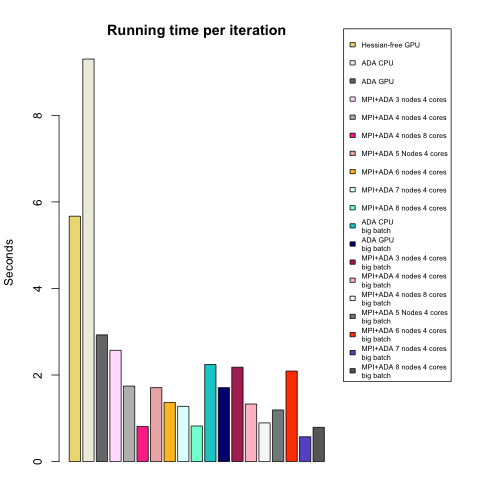 Running time per iteration
Seconds
0
2
4
6
8
Hessian-free GPU
ADA CPU
ADA GPU
MPI+ADA 3 nodes 4 cores
MPI+ADA 4 nodes 4 cores
MPI+ADA 4 nodes 8 cores
MPI+ADA 5 Nodes 4 cores
MPI+ADA 6 nodes 4 cores
MPI+ADA 7 nodes 4 cores
MPI+ADA 8 nodes 4 cores
ADA CPU
big batch
ADA GPU
big batch
MPI+ADA 3 nodes 4 cores
big batch
MPI+ADA 4 nodes 4 cores
big batch
MPI+ADA 4 nodes 8 cores
big batch
MPI+ADA 5 Nodes 4 cores
big batch
MPI+ADA 6 nodes 4 cores
big batch
MPI+ADA 7 nodes 4 cores
big batch
MPI+ADA 8 nodes 4 cores
big batch